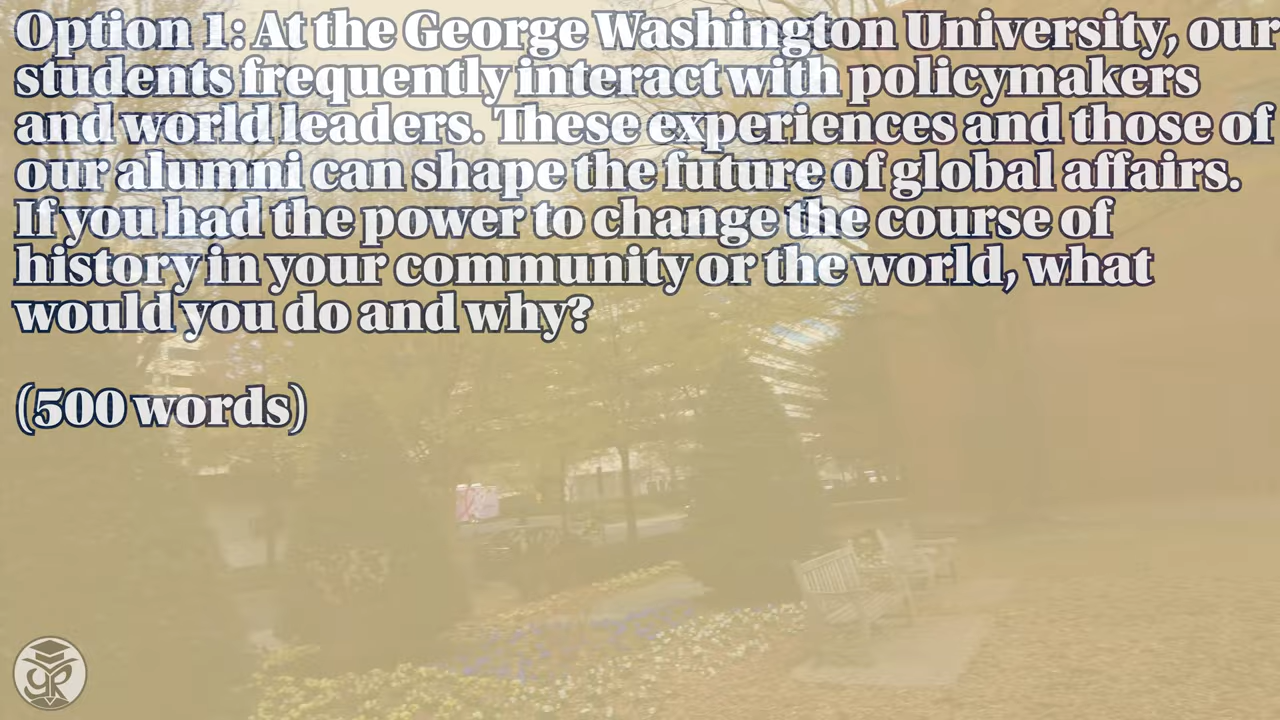 Option 1: At the George Washington University, our
students frequently interact with policymakers
and world leaders. These experiences and those of
our alumni can shape the future of global affairs.
If you had the power to change the course of
history in your community or the world, what
would you do and why?
(500 words)